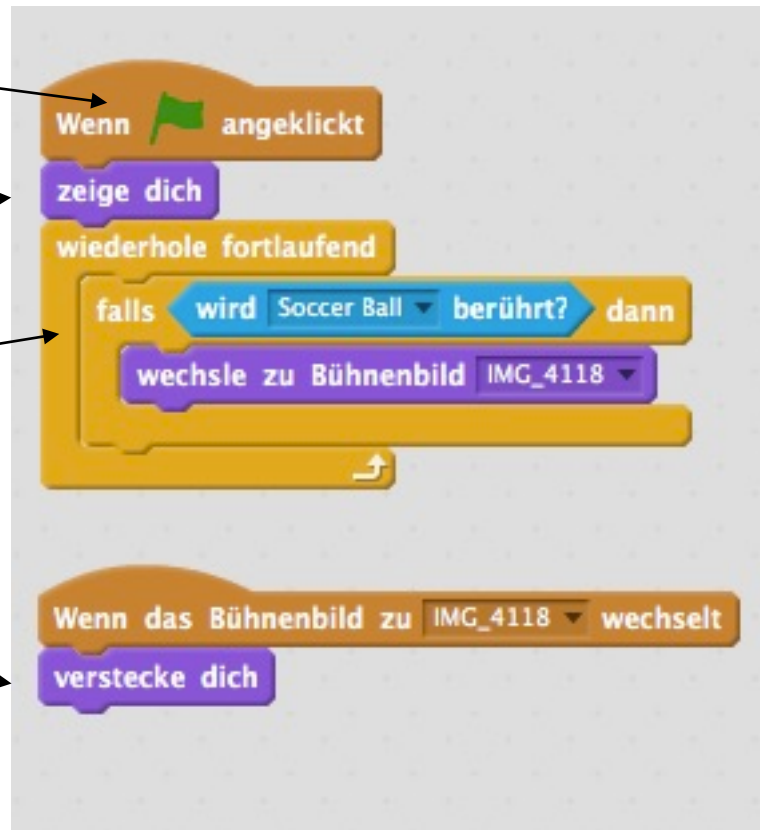 Wenn angeklickt
zeige dich
wiederhole fortlaufend
falls wird Soccer Ball berührt? dann
wechsle zu Bühnenbild IMG_4118
Wenn das Bühnenbild zu IMG_4118 wechselt
verstecke dich